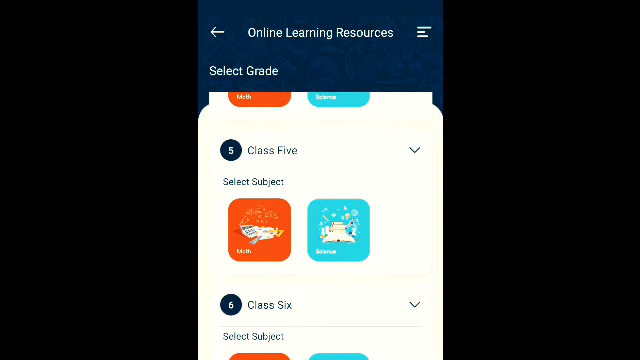 Online Learning Resources
Select Grade
Math
Science
5 Class Five
Select Subject
Math
Science
6 Class Six
Select Subject